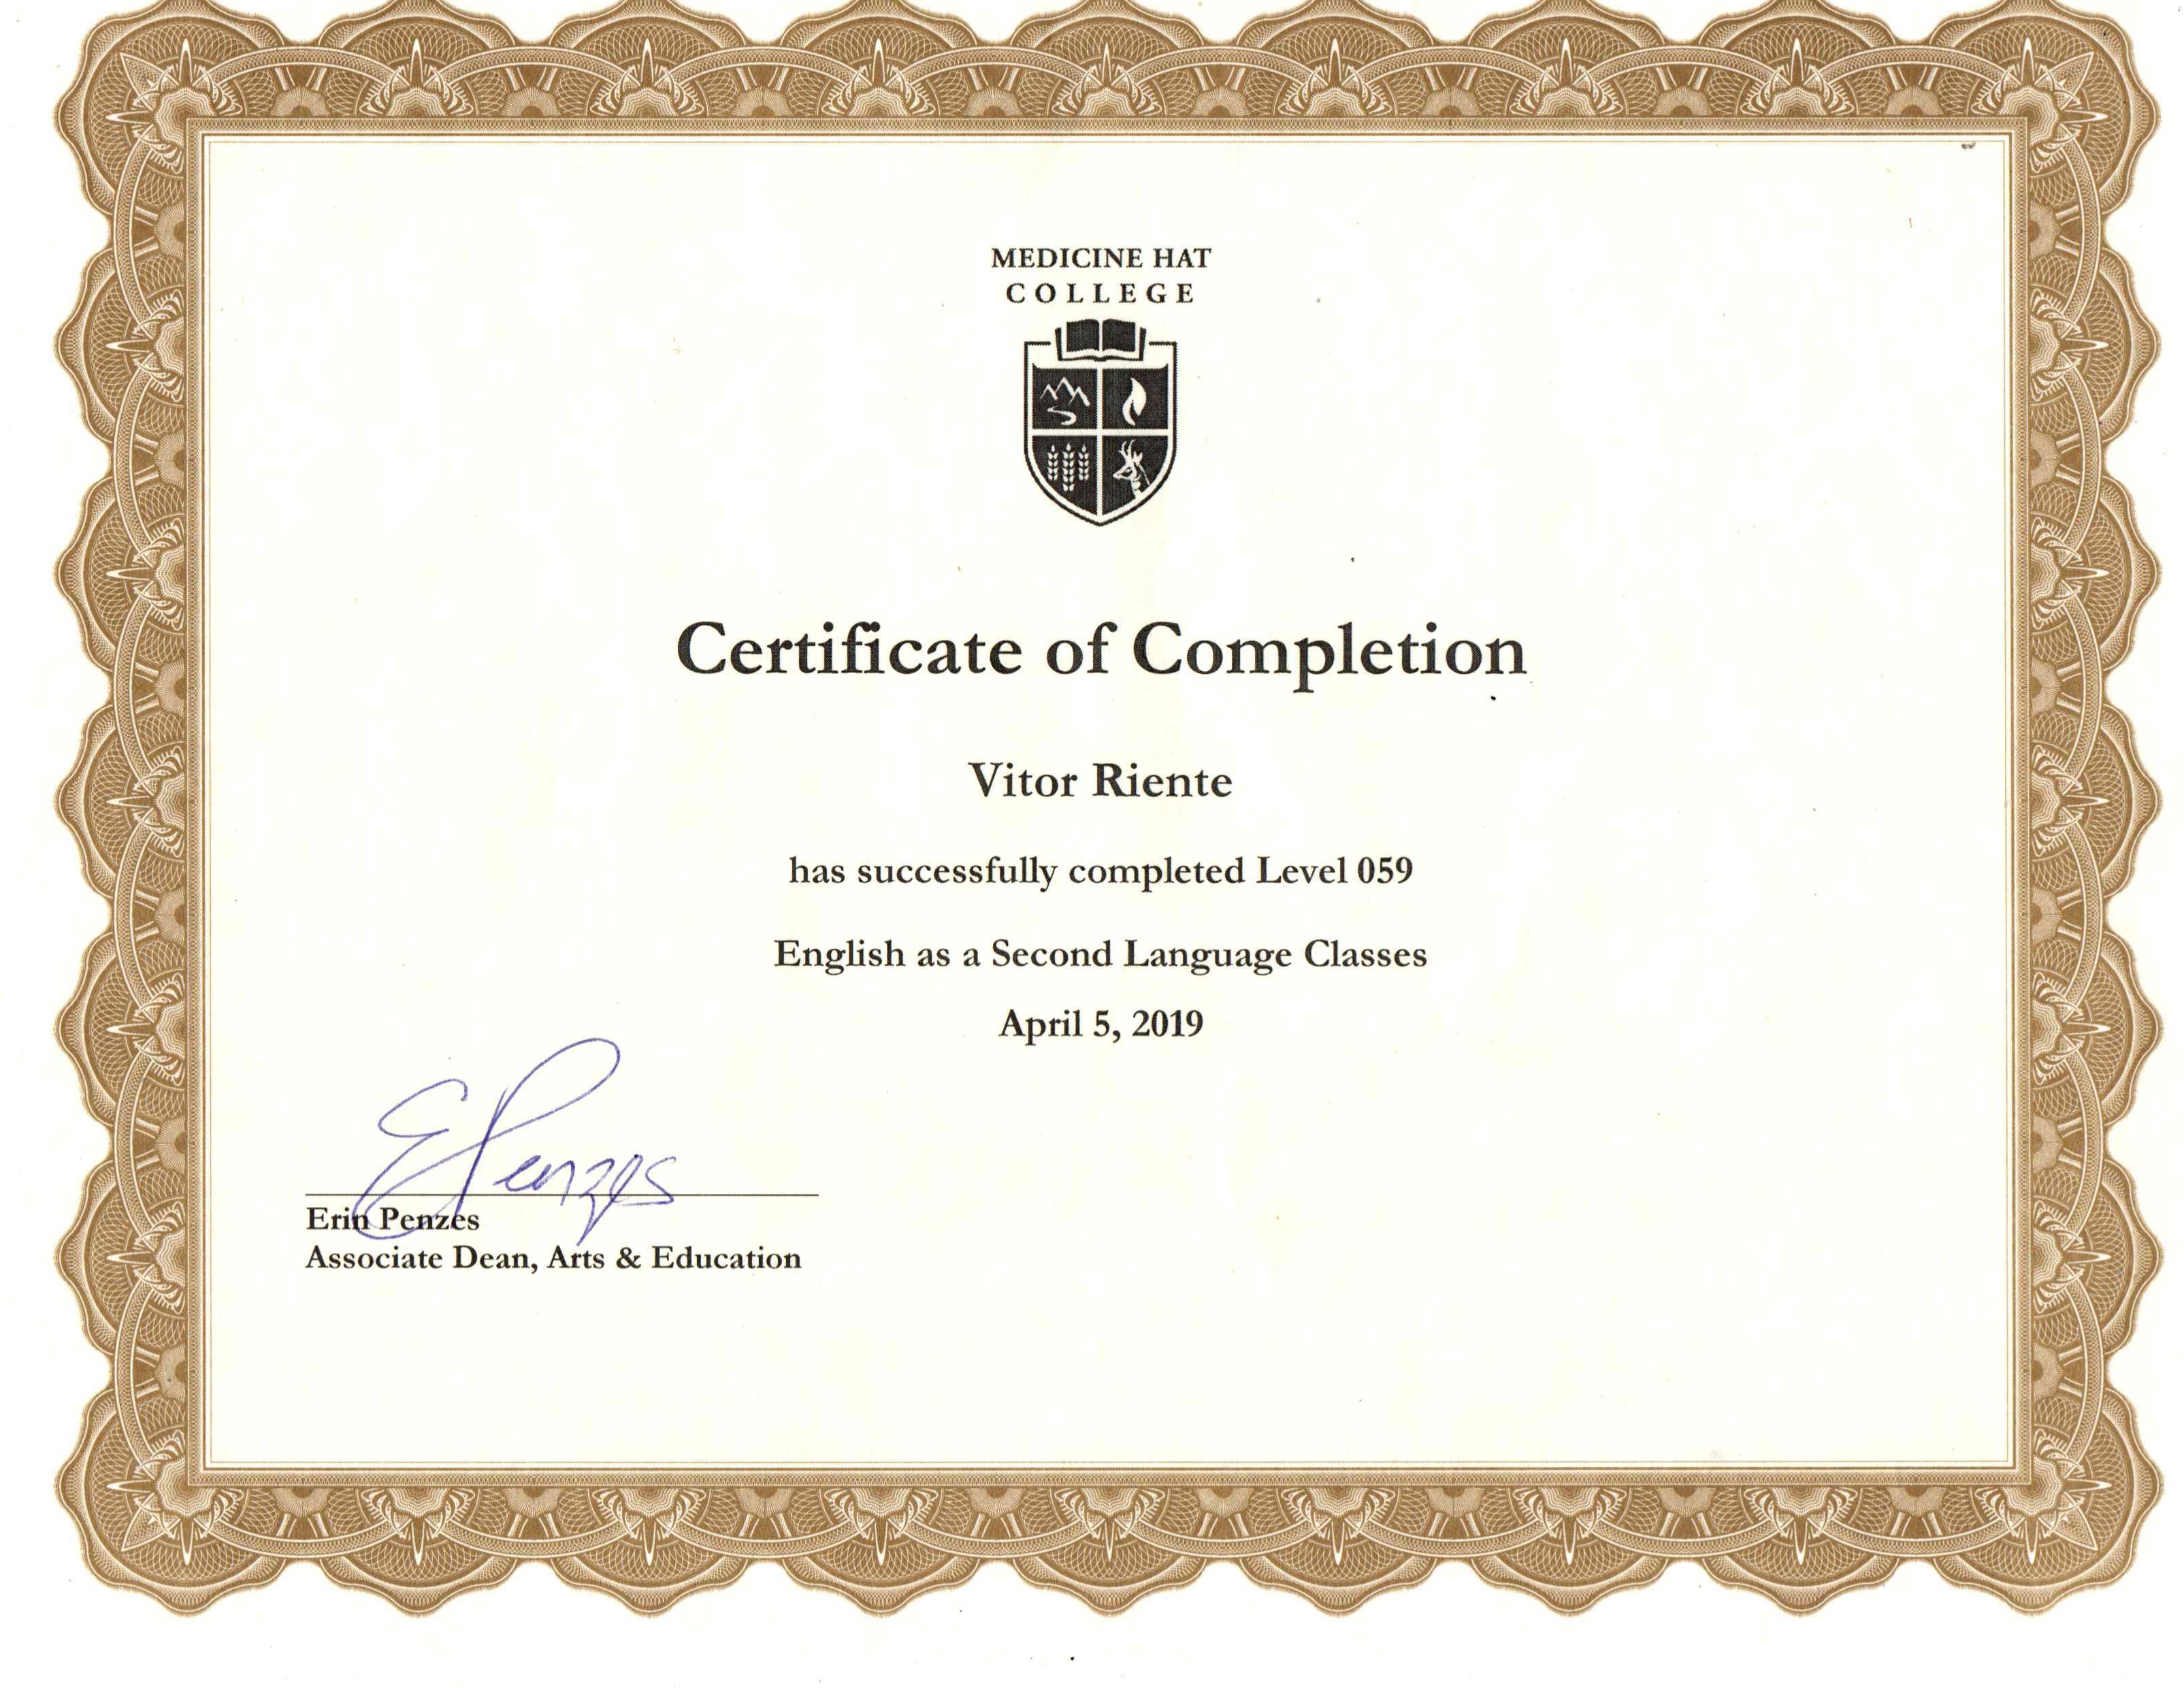 MEDICINE HAT
COLLEGE
Certificate of Completion
Vitor Riente
has successfully completed Level 059
English as a Second Language Classes
April 5, 2019
E Penzes
Erin Penzes
Associate Dean, Arts & Education